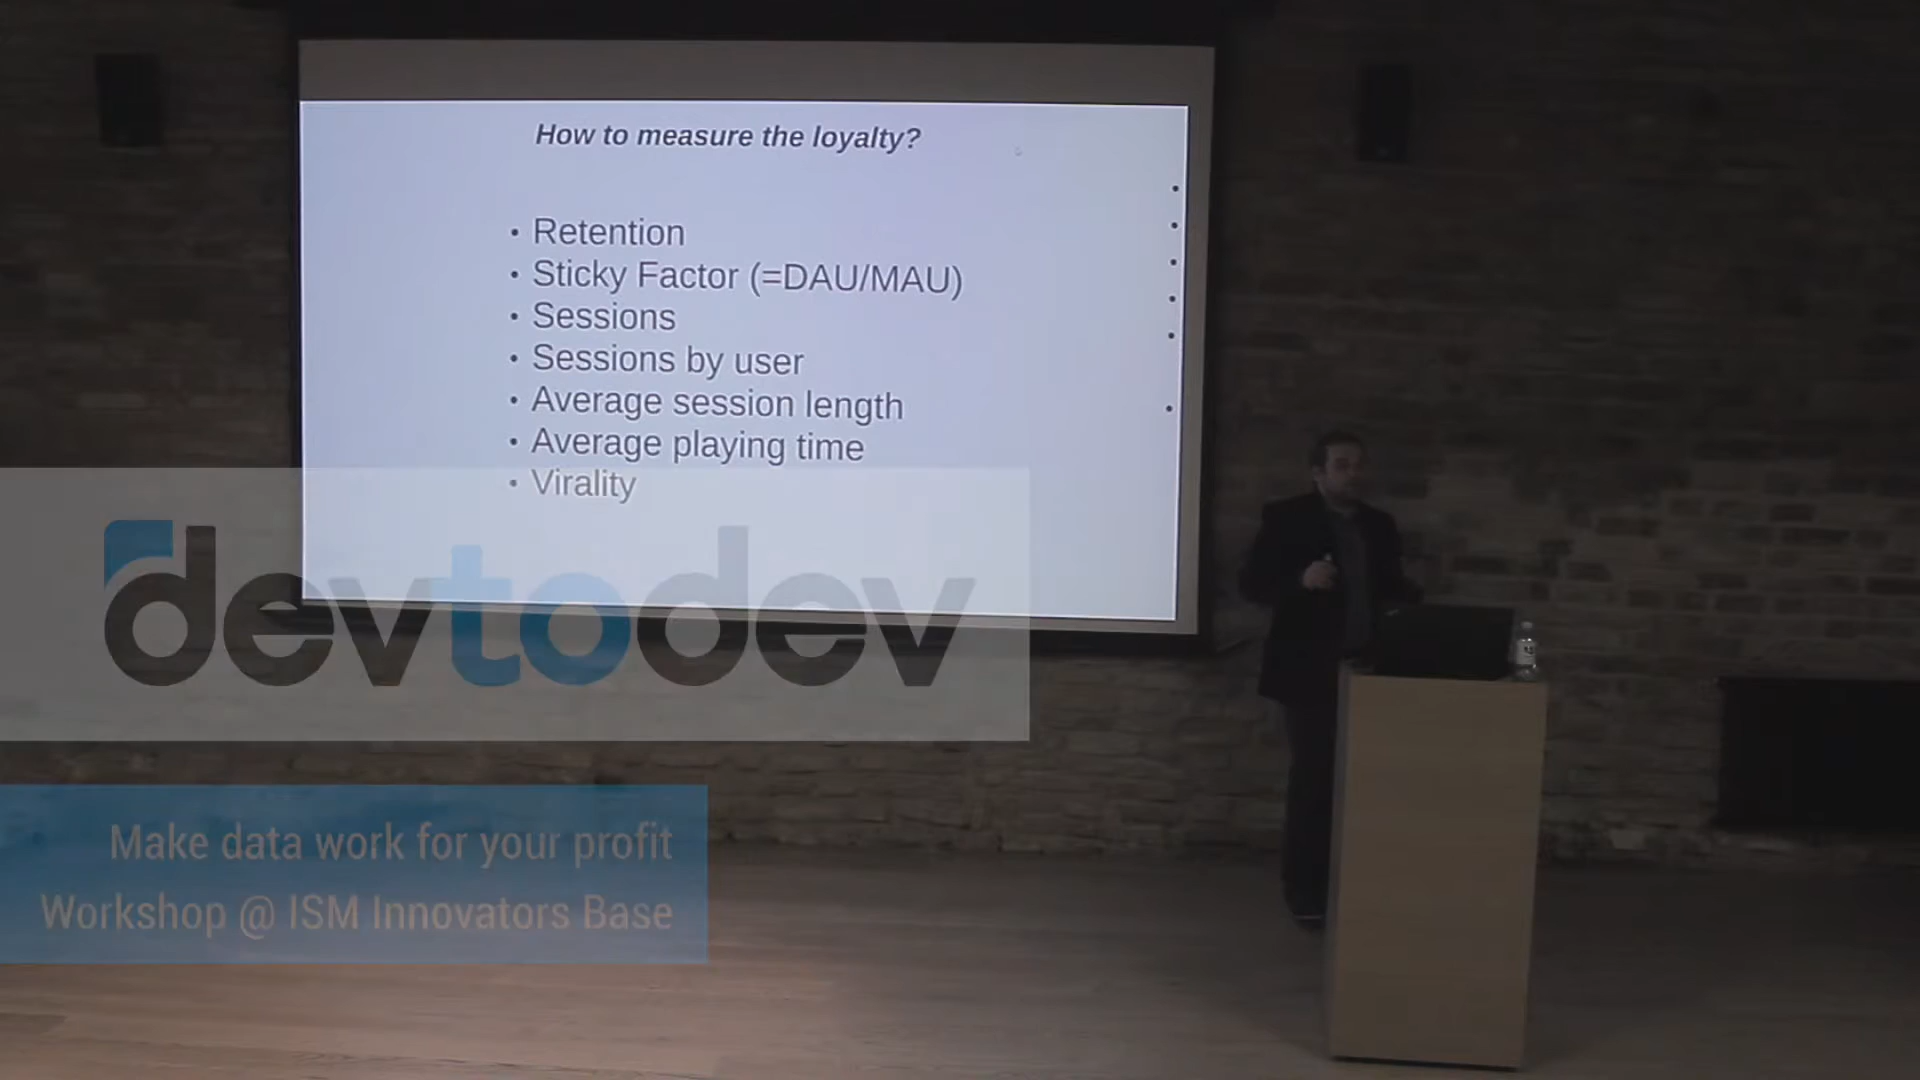 How to measure the loyalty?
• Retention
• Sticky Factor (=DAU/MAU)
• Sessions
• Sessions by user
• Average session length
• Average playing time
• Virality
devtodev
Make data work for your profit
Workshop @ ISM Innovators Base